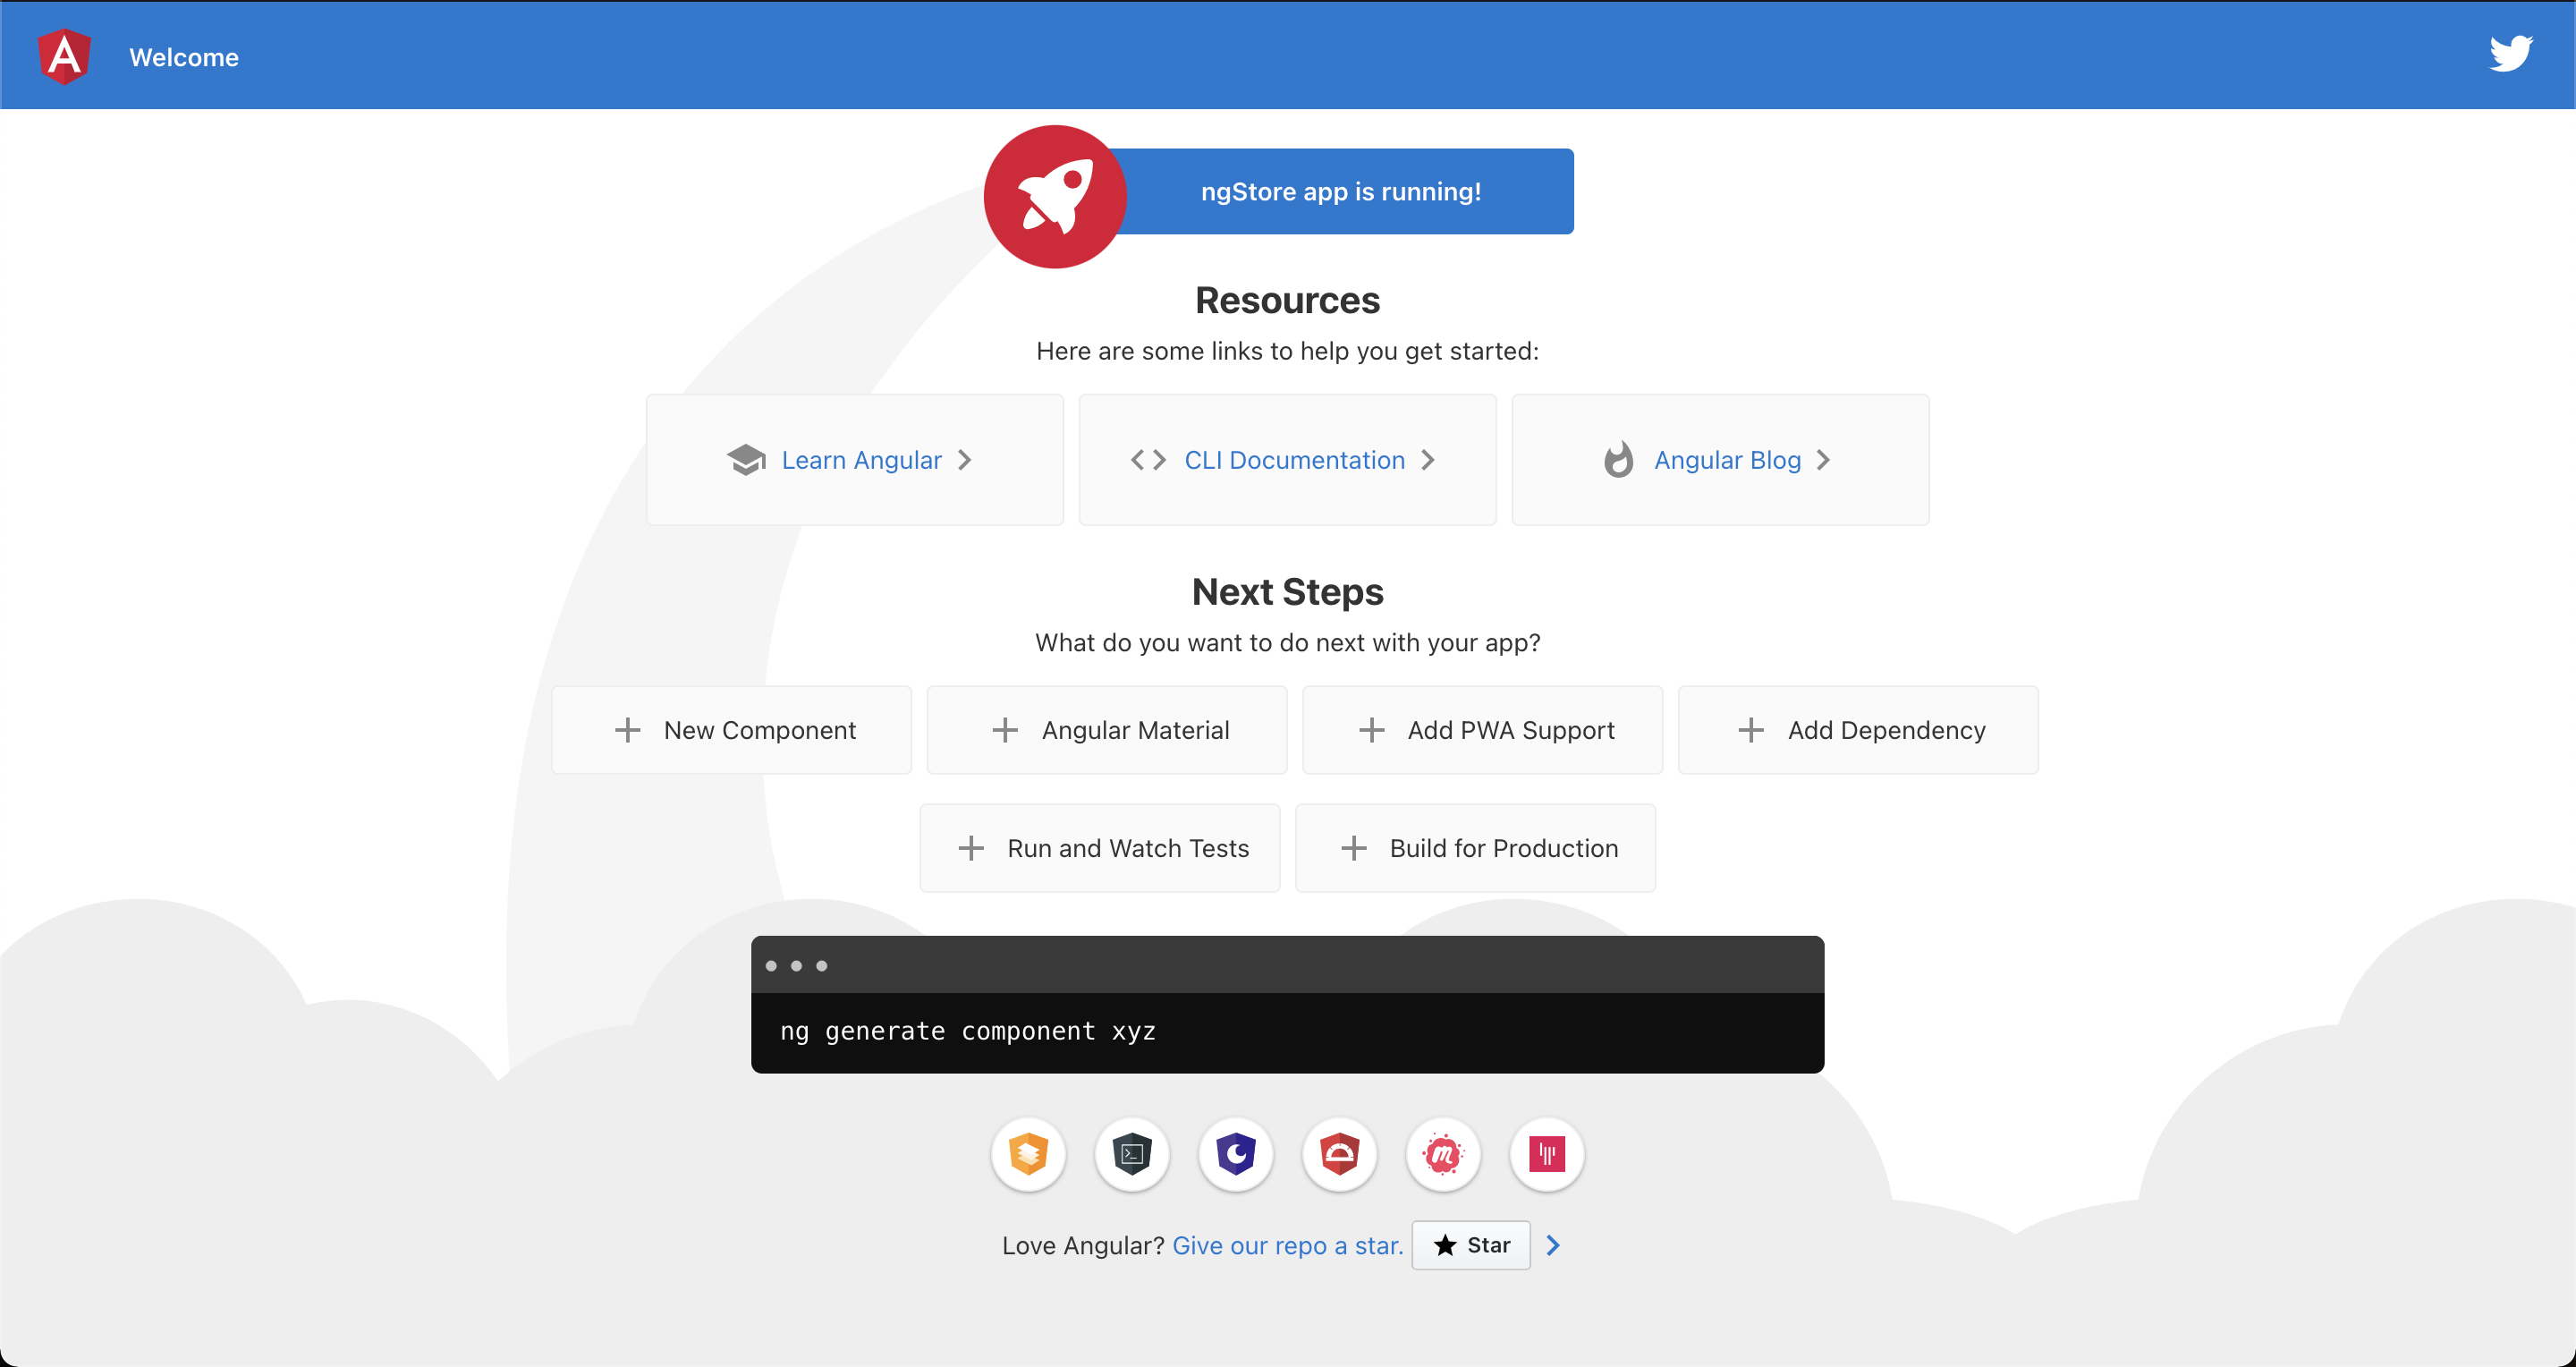 Welcome
ngStore app is running!
Resources
Here are some links to help you get started:
Learn Angular
CLI Documentation
Angular Blog
Next Steps
What do you want to do next with your app?
New Component
Angular Material
Add PWA Support
Add Dependency
Run and Watch Tests
Build for Production
ng generate component xyz
Love Angular? Give our repo a star. Star